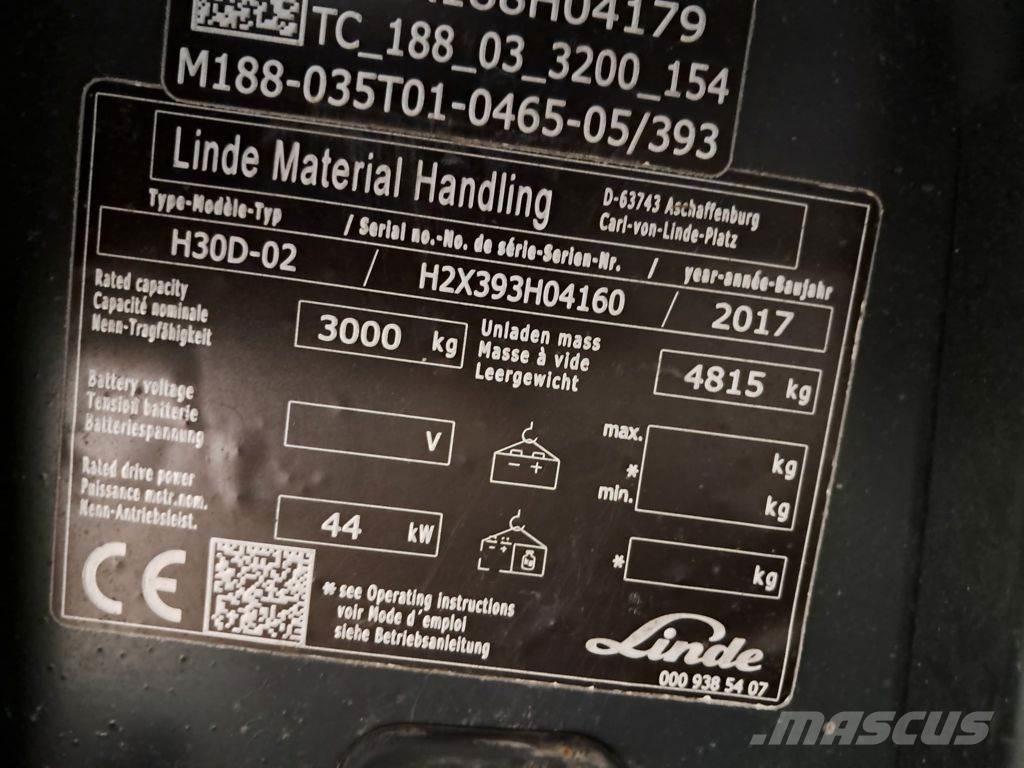 TC_188_03_3200_154
M188-035T01-0465-05/393
Linde Material Handling
D-63743 Aschaffenburg
Carl-von-Linde-Platz
Type-Modèle-Typ / Serial no.-No. de série-Serien-Nr. / year-année-Baujahr
H30D-02 / H2X393H04160 / 2017
Rated capacity
Capacité nominale
Nenn-Tragfähigkeit
3000 kg
Unladen mass
Masse à vide
Leergewicht
4815 kg
Battery voltage
Tension batterie
Batteriespannung
V
max.
kg
*
min.
kg
Rated drive power
Puissance motr.nom.
Nenn-Antriebsleist.
44 kW
*
kg
CE
* see Operating instructions
voir Mode d'emploi
siehe Betriebsanleitung
Linde
000 938 54 07
MASCUS